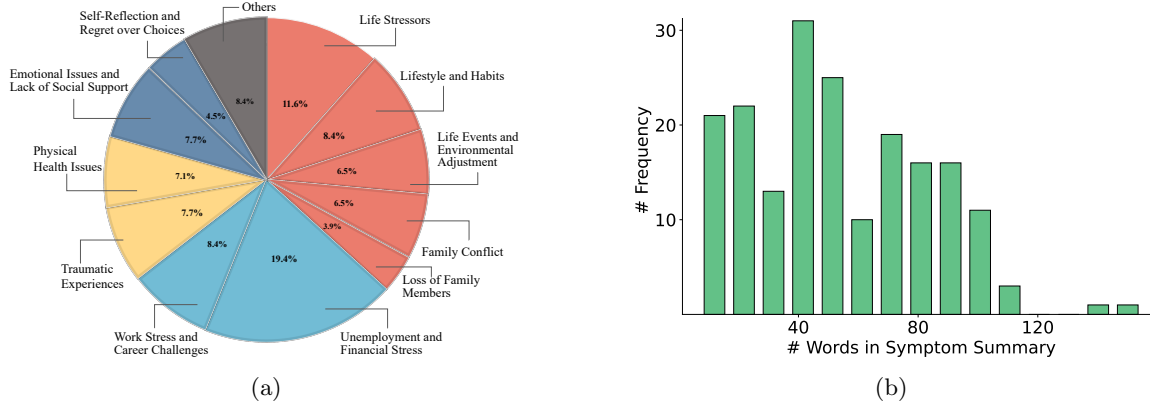 Others
Self-Reflection and
Regret over Choices
Life Stressors
Emotional Issues and
Lack of Social Support
Lifestyle and Habits
Physical
Health Issues
Life Events and
Environmental
Adjustment
Traumatic
Experiences
Family Conflict
Loss of Family
Members
Work Stress and
Career Challenges
Unemployment and
Financial Stress
8.4%
11.6%
4.5%
8.4%
7.7%
6.5%
7.1%
6.5%
7.7%
3.9%
8.4%
19.4%
(a)
# Frequency
30
20
10
40
80
120
# Words in Symptom Summary
(b)